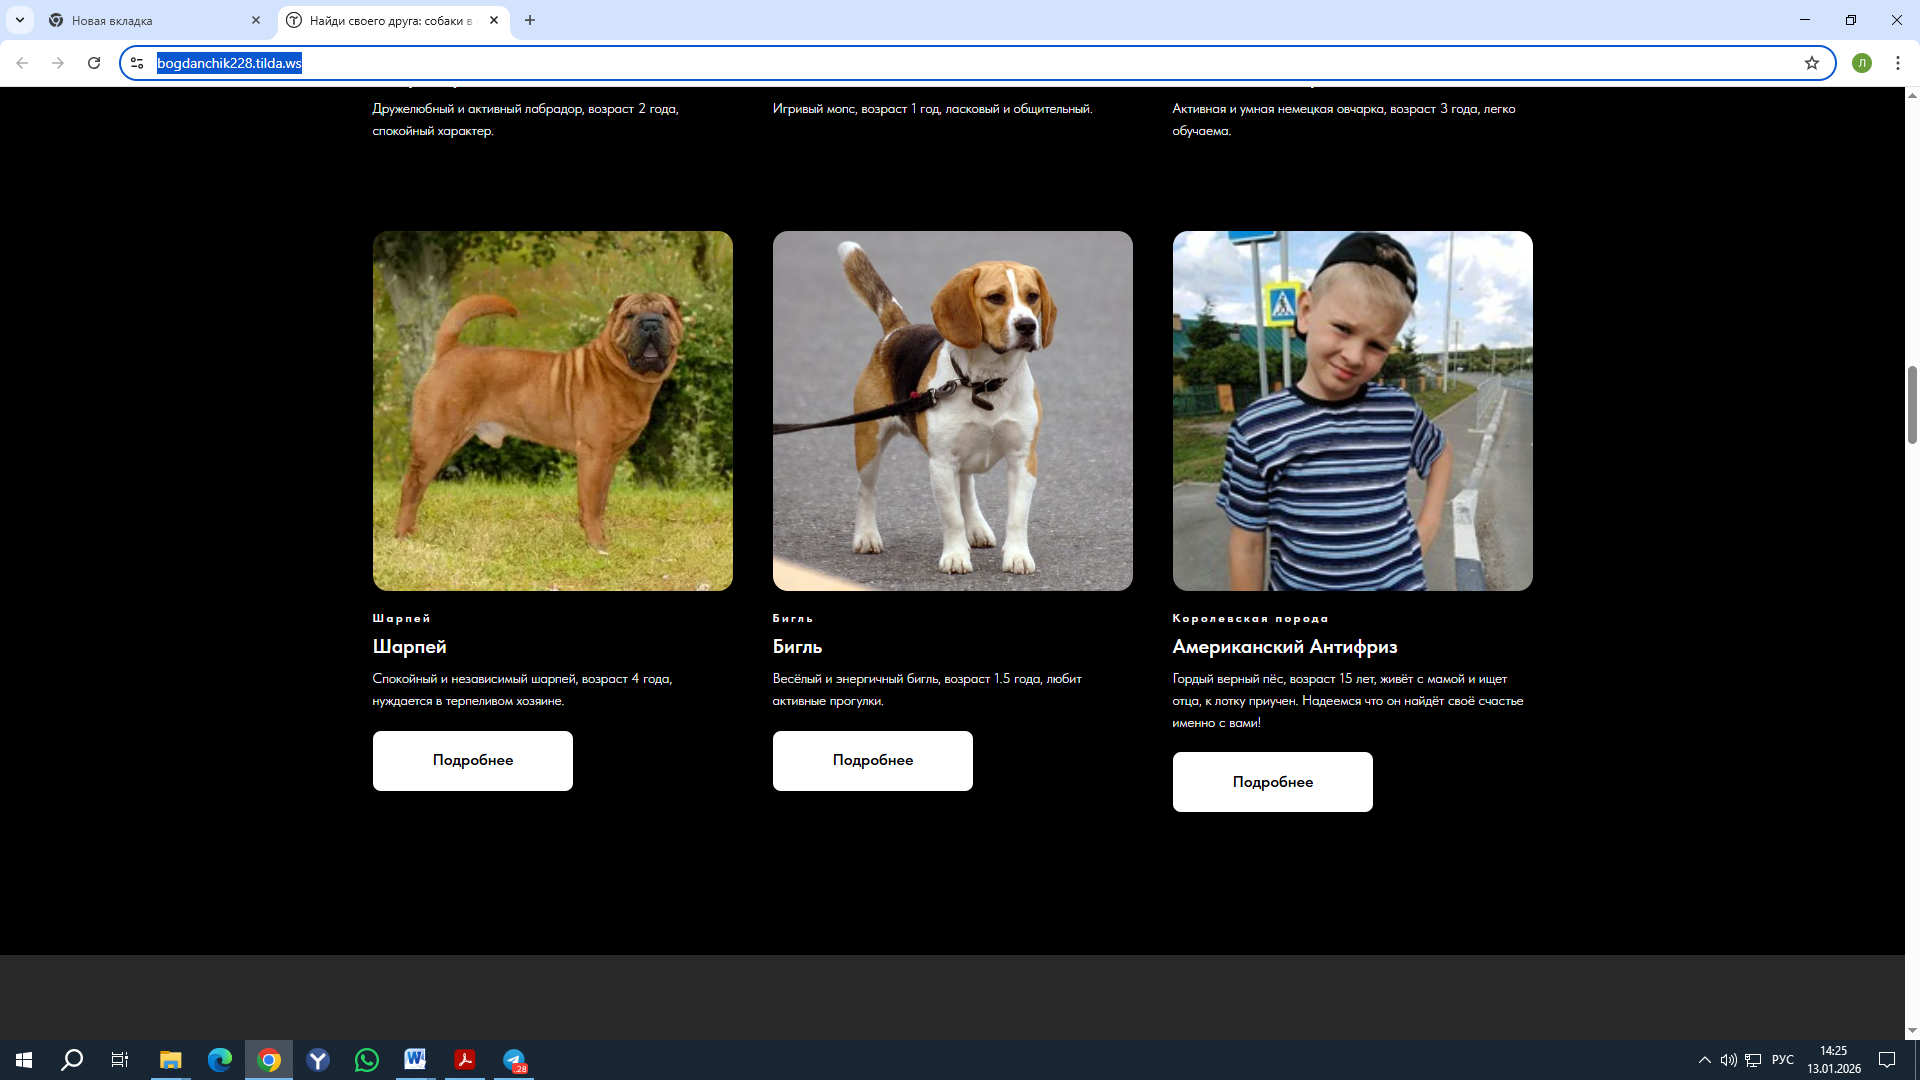 Новая вкладка
Найди своего друга: собаки в
bogdanchik228.tilda.ws
Л
Дружелюбный и активный лабрадор, возраст 2 года,
спокойный характер.
Игривый мопс, возраст 1 год, ласковый и общительный.
Активная и умная немецкая овчарка, возраст 3 года, легко
обучаема.
Шарпей
Шарпей
Спокойный и независимый шарпей, возраст 4 года,
нуждается в терпеливом хозяине.
Подробнее
Бигль
Бигль
Весёлый и энергичный бигль, возраст 1.5 года, любит
активные прогулки.
Подробнее
Королевская порода
Американский Антифриз
Гордый верный пёс, возраст 15 лет, живёт с мамой и ищет
отца, к лотку приучен. Надеемся что он найдёт своё счастье
именно с вами!
Подробнее
РУС
14:25
13.01.2026